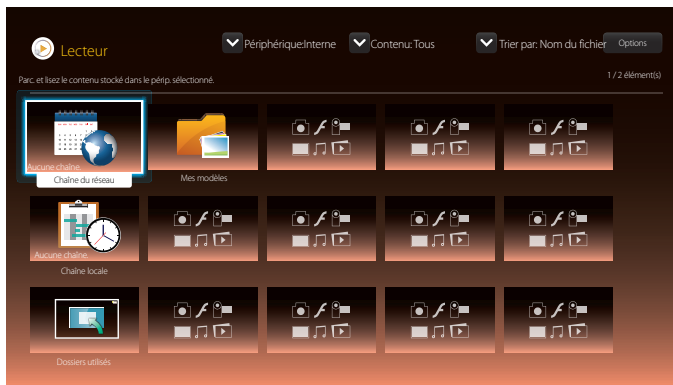 Lecteur
Périphérique:Interne
Contenu: Tous
Trier par: Nom du fichier
Options
Parc. et lisez le contenu stocké dans le périp. sélectionné.
1 / 2 élément(s)
Aucune chaîne.
Chaîne du réseau
Mes modèles
Aucune chaîne.
Chaîne locale
Dossiers utilisés